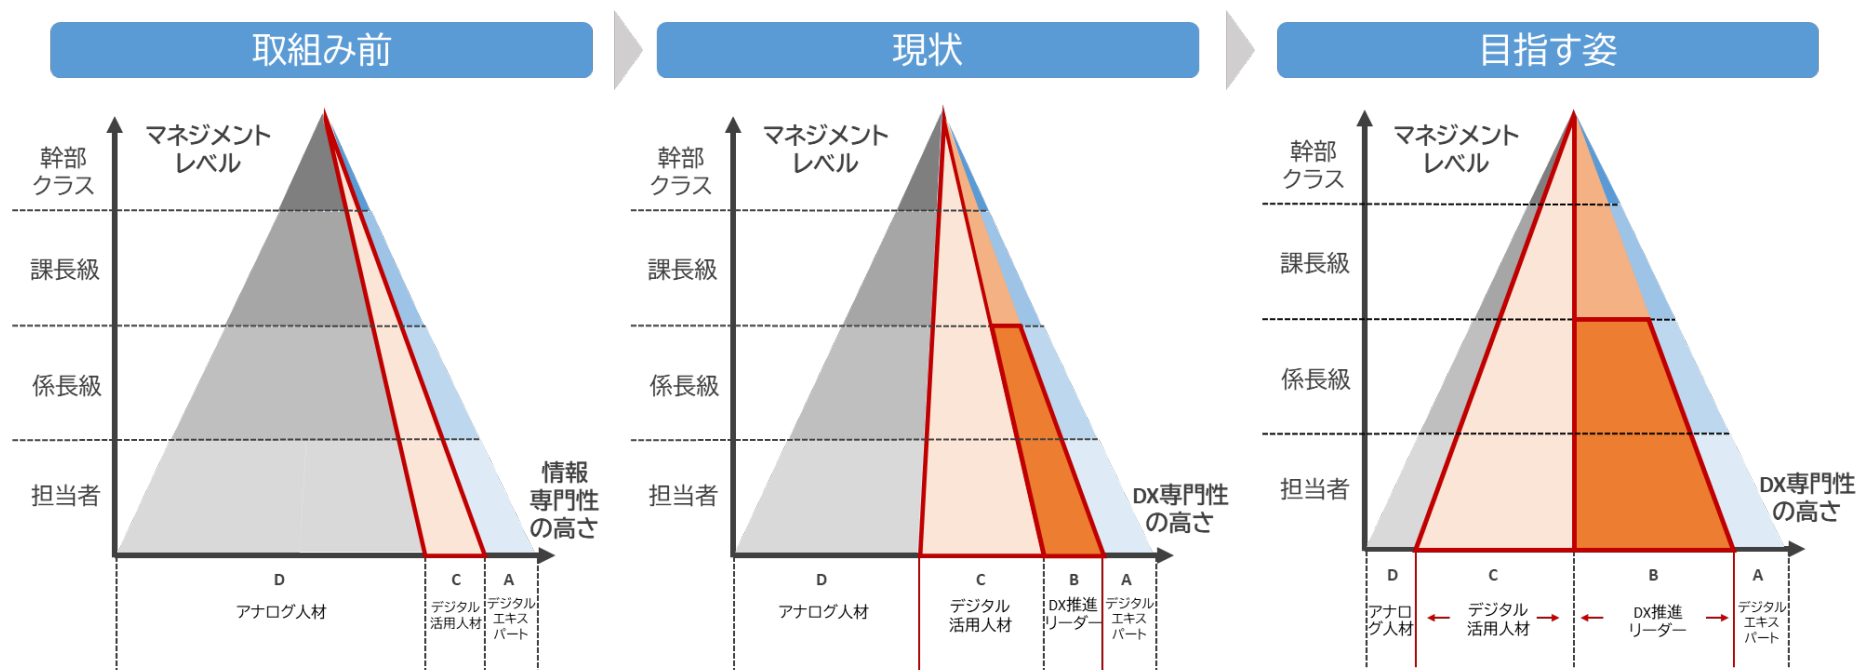 取組み前
現状
目指す姿
マネジメント
レベル
幹部
クラス
課長級
係長級
担当者
情報
専門性
の高さ
D
C
A
アナログ人材
デジタル
活用人材
デジタル
エキス
パート
マネジメント
レベル
幹部
クラス
課長級
係長級
担当者
DX専門性
の高さ
D
C
B
A
アナログ人材
デジタル
活用人材
DX推進
リーダー
デジタル
エキス
パート
マネジメント
レベル
幹部
クラス
課長級
係長級
担当者
DX専門性
の高さ
D
C
B
A
アナロ
グ人材
デジタル
活用人材
DX推進
リーダー
デジタル
エキス
パート